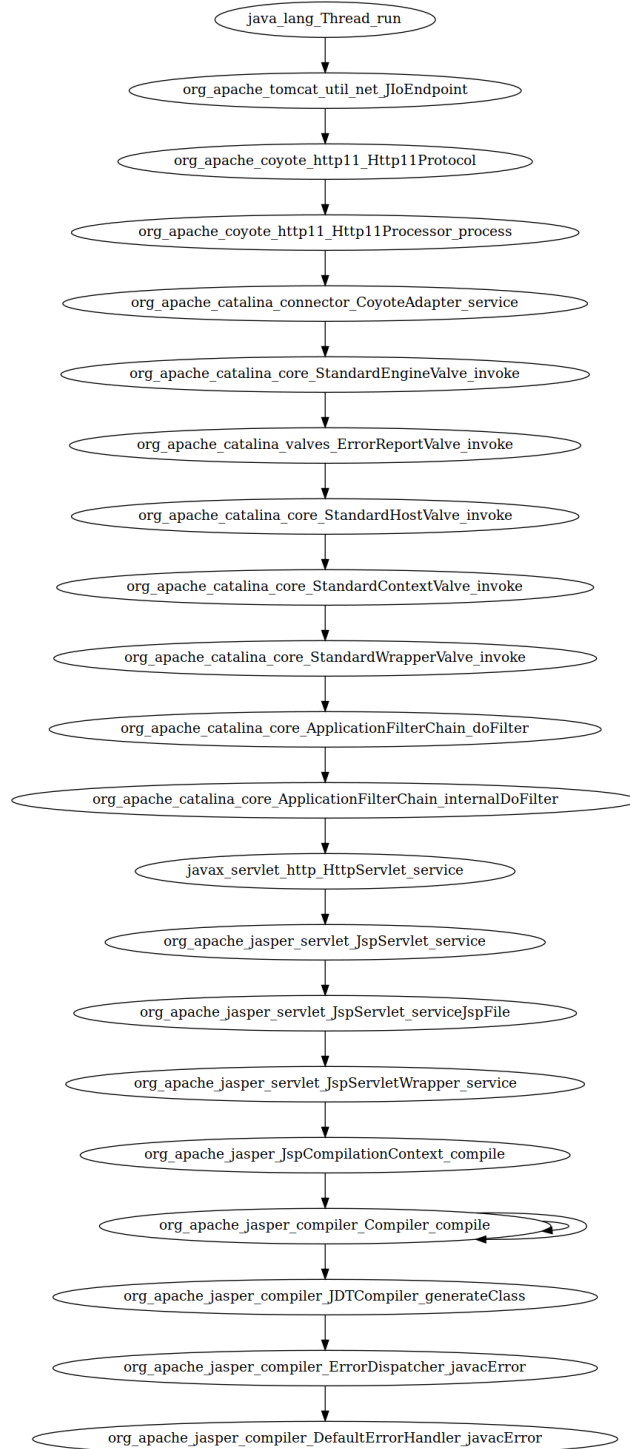 java_lang_Thread_run
org_apache_tomcat_util_net_JIoEndpoint
org_apache_coyote_http11_Http11Protocol
org_apache_coyote_http11_Http11Processor_process
org_apache_catalina_connector_CoyoteAdapter_service
org_apache_catalina_core_StandardEngineValve_invoke
org_apache_catalina_valves_ErrorReportValve_invoke
org_apache_catalina_core_StandardHostValve_invoke
org_apache_catalina_core_StandardContextValve_invoke
org_apache_catalina_core_StandardWrapperValve_invoke
org_apache_catalina_core_ApplicationFilterChain_doFilter
org_apache_catalina_core_ApplicationFilterChain_internalDoFilter
javax_servlet_http_HttpServlet_service
org_apache_jasper_servlet_JspServlet_service
org_apache_jasper_servlet_JspServlet_serviceJspFile
org_apache_jasper_servlet_JspServletWrapper_service
org_apache_jasper_JspCompilationContext_compile
org_apache_jasper_compiler_Compiler_compile
org_apache_jasper_compiler_JDTCompiler_generateClass
org_apache_jasper_compiler_ErrorDispatcher_javacError
org_apache_jasper_compiler_DefaultErrorHandler_javacError